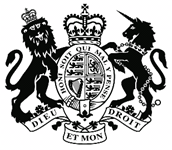 HONI SOIT QUI MAL Y PENSE
DIEU ET MON DROIT